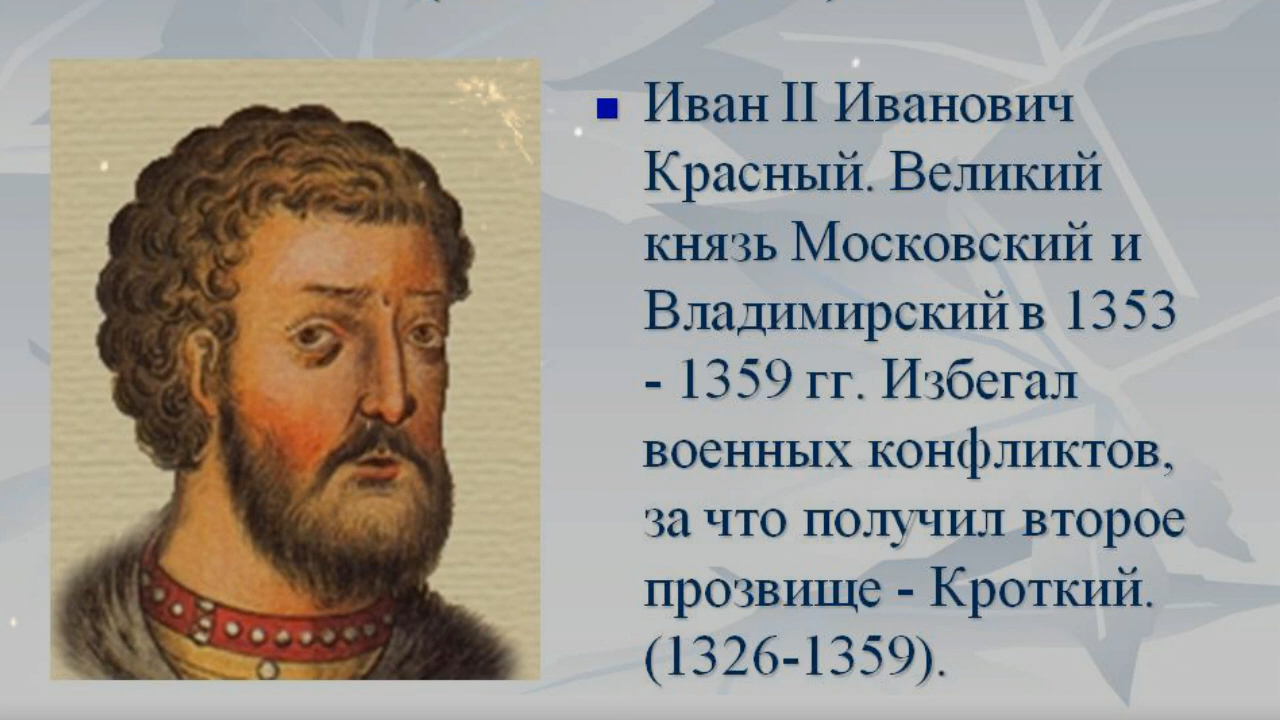 Иван II Иванович
Красный. Великий
князь Московский и
Владимирский в 1353
- 1359 гг. Избегал
военных конфликтов,
за что получил второе
прозвище - Кроткий.
(1326-1359).